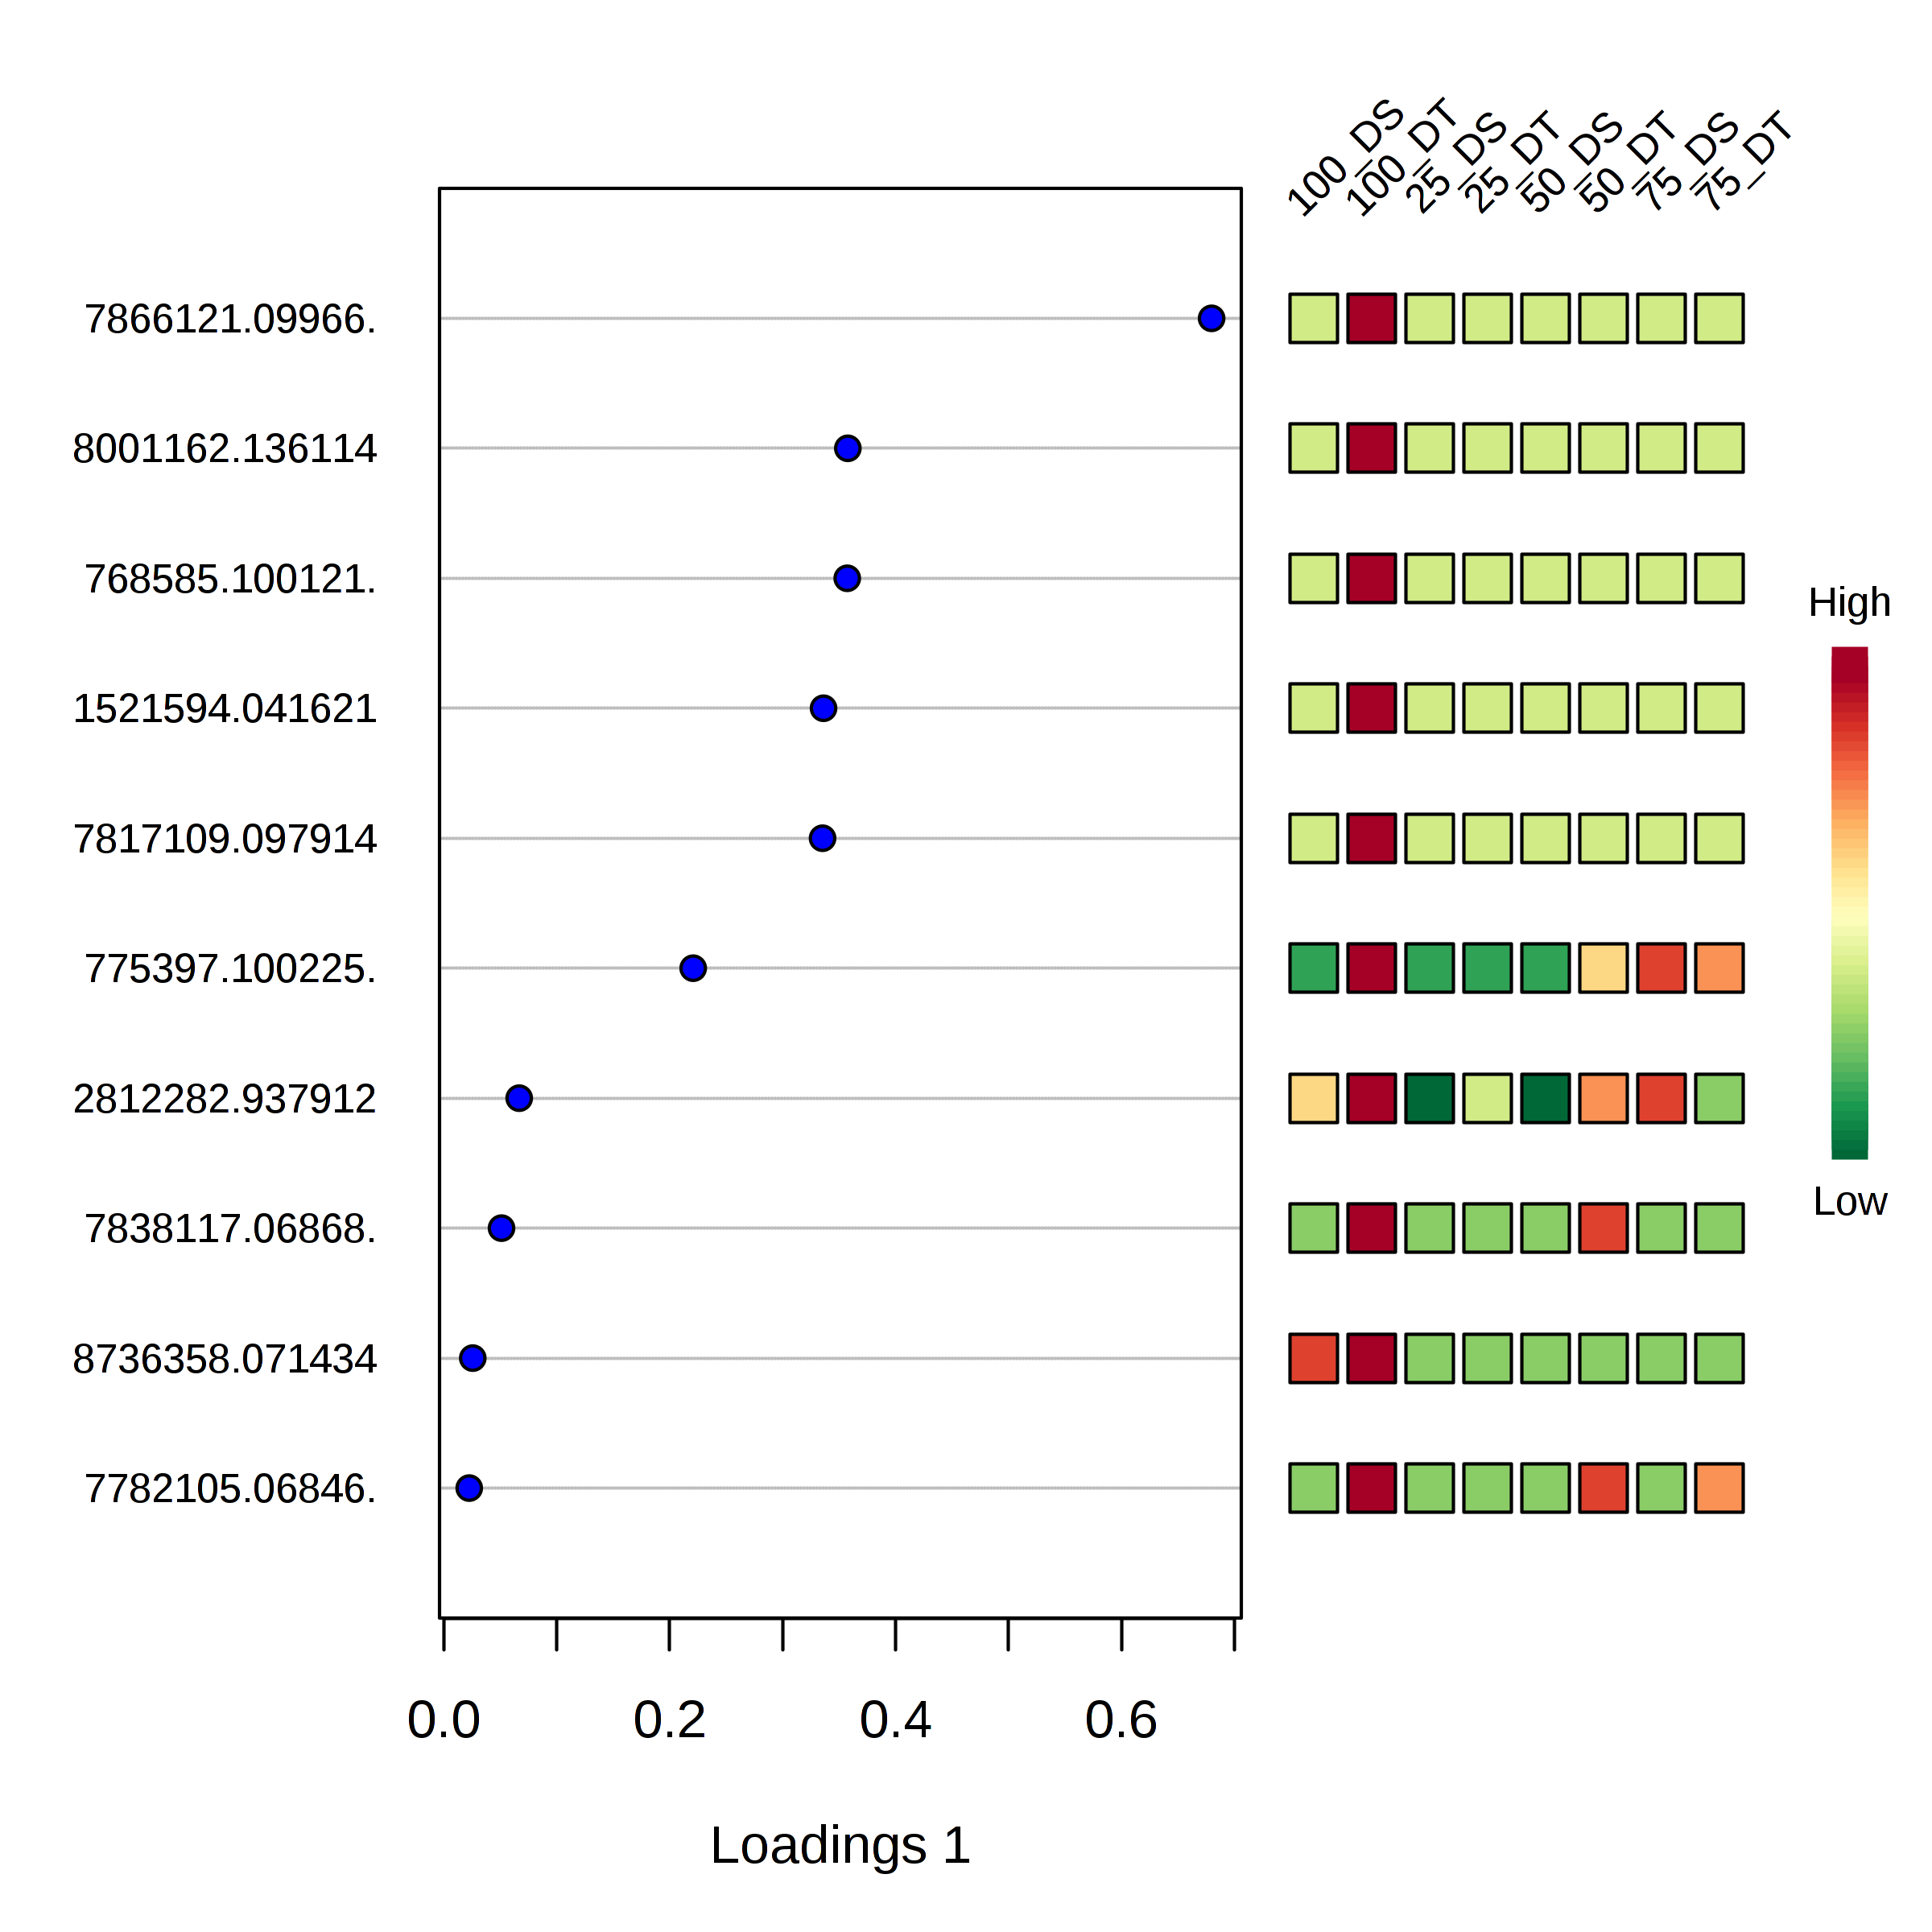 100_DS
100_DT
25_DS
25_DT
50_DS
50_DT
75_DS
75_DT
7866121.09966.
8001162.136114
768585.100121.
1521594.041621
7817109.097914
775397.100225.
2812282.937912
7838117.06868.
8736358.071434
7782105.06846.
High
Low
0.0 0.2 0.4 0.6
Loadings 1